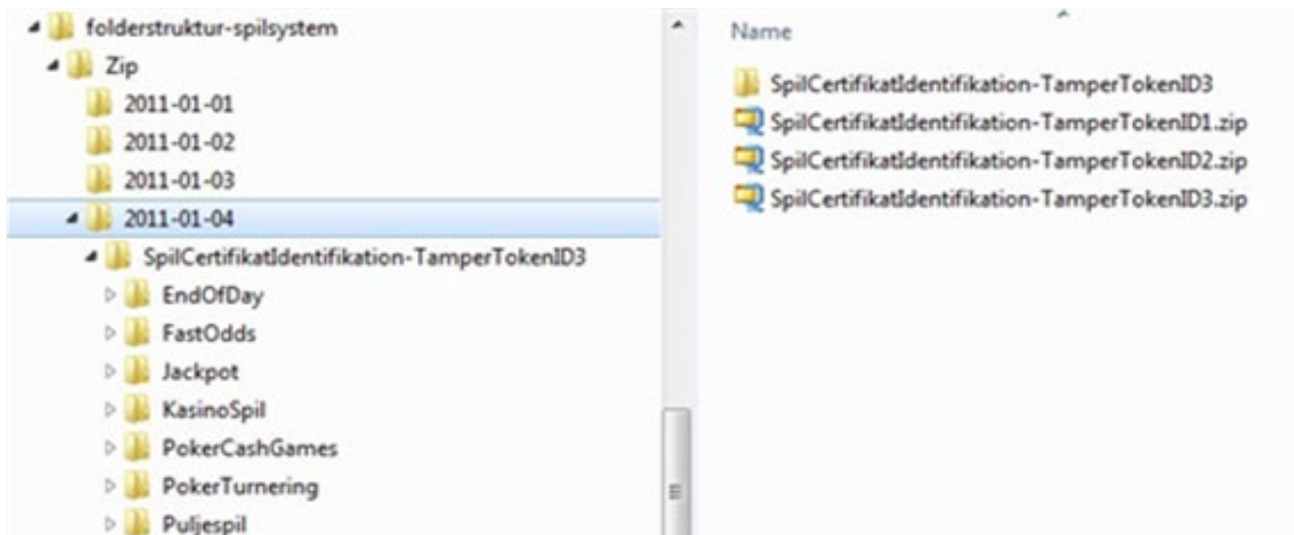 folderstruktur-spilsystem
Zip
2011-01-01
2011-01-02
2011-01-03
2011-01-04
SpilCertifikatIdentifikation-TamperTokenID3
EndOfDay
FastOdds
Jackpot
KasinoSpil
PokerCashGames
PokerTurnering
Puljespil
Name
SpilCertifikatIdentifikation-TamperTokenID3
SpilCertifikatIdentifikation-TamperTokenID1.zip
SpilCertifikatIdentifikation-TamperTokenID2.zip
SpilCertifikatIdentifikation-TamperTokenID3.zip